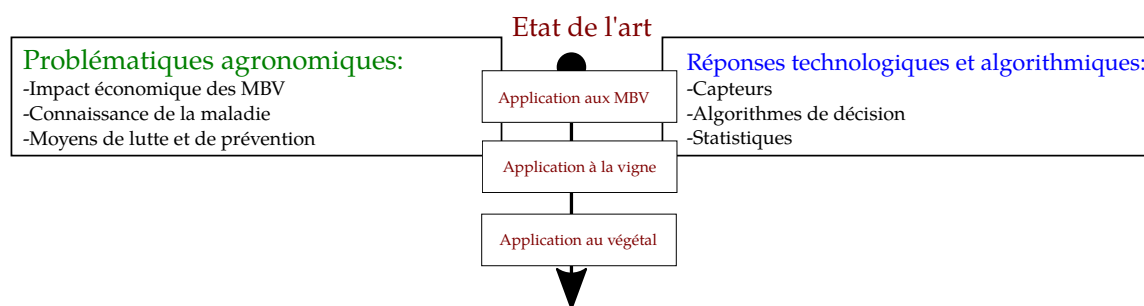 Etat de l'art
Problématiques agronomiques:
-Impact économique des MBV
-Connaissance de la maladie
-Moyens de lutte et de prévention
Application aux MBV
Application à la vigne
Application au végétal
Réponses technologiques et algorithmiques:
-Capteurs
-Algorithmes de décision
-Statistiques